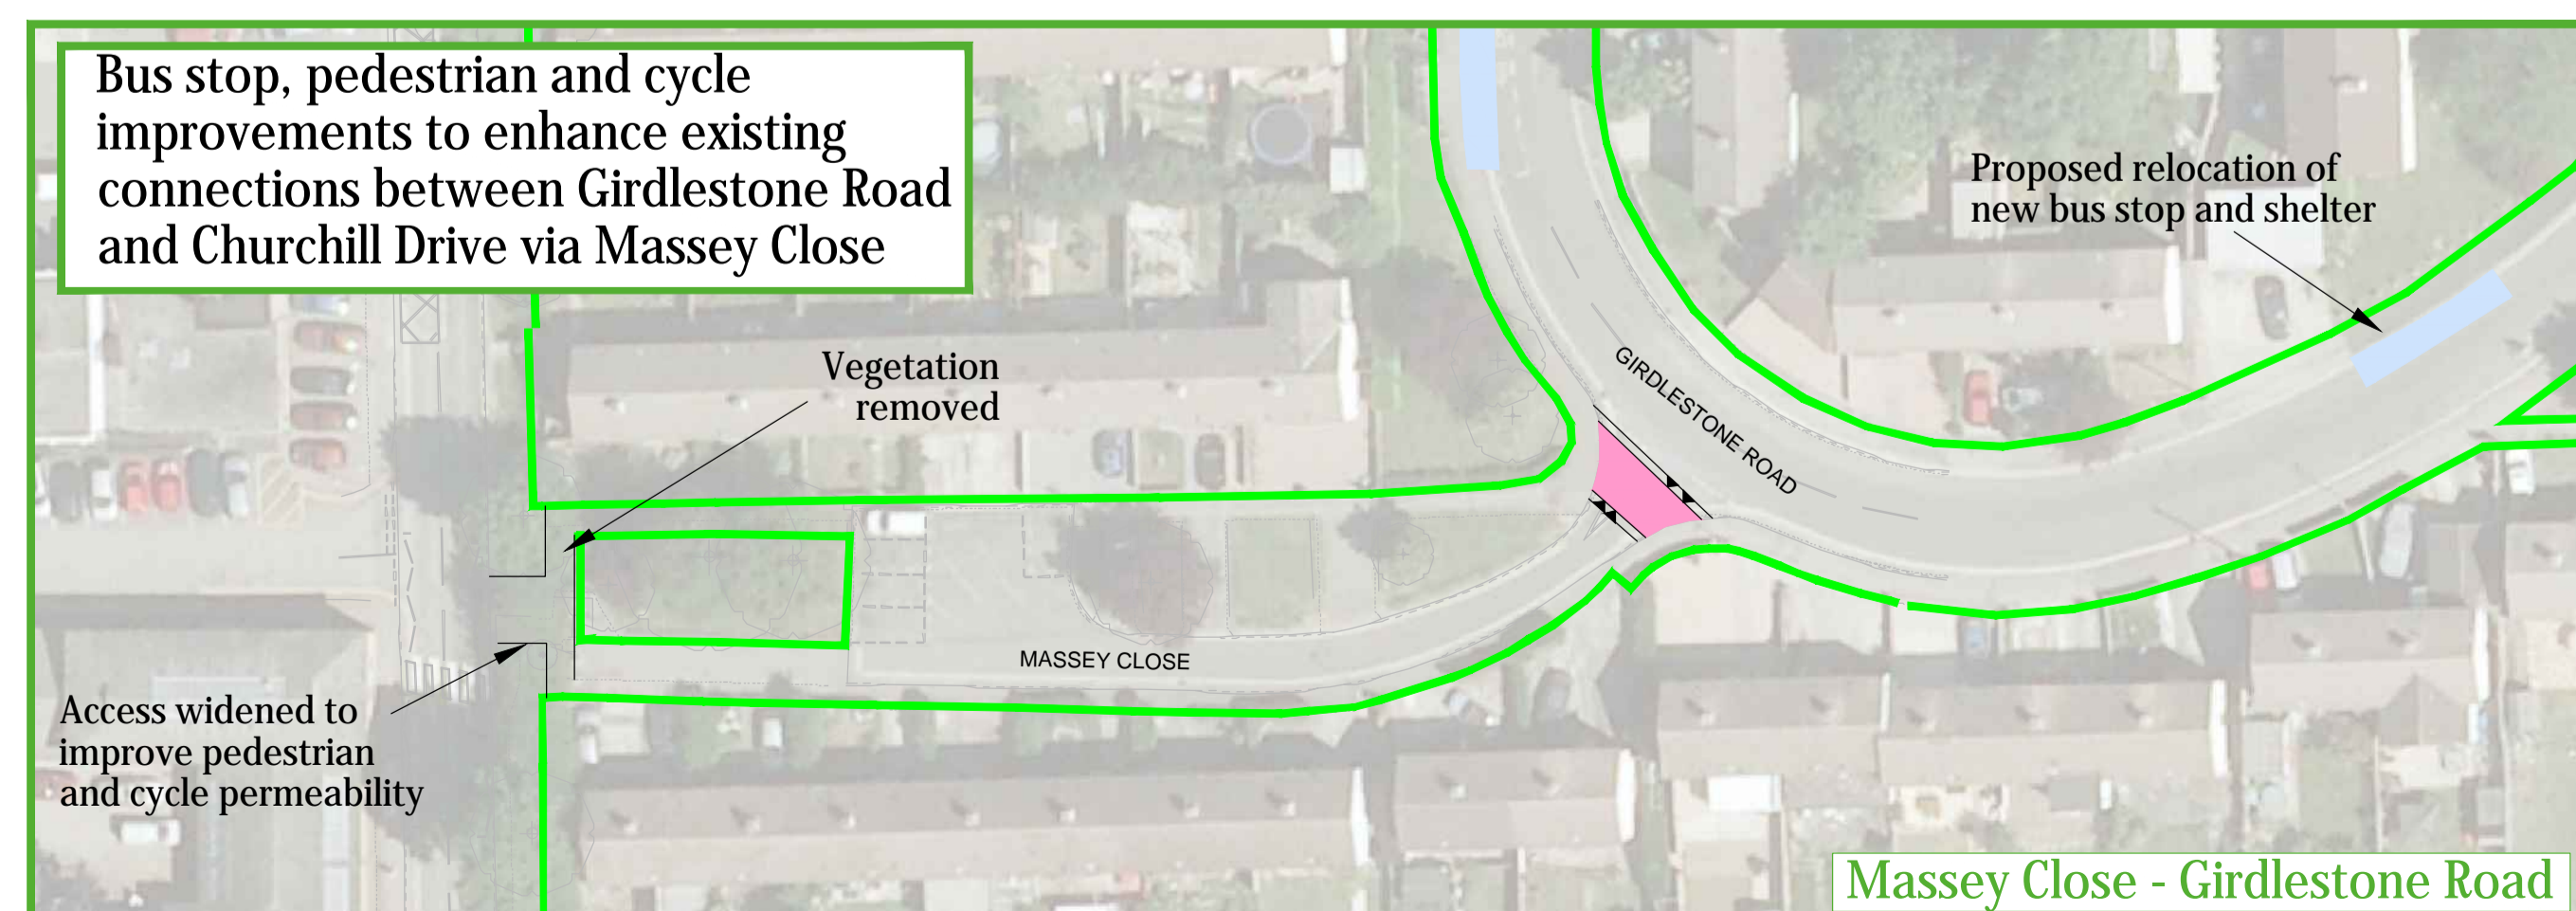 Bus stop, pedestrian and cycle
improvements to enhance existing
connections between Girdlestone Road
and Churchill Drive via Massey Close
Proposed relocation of
new bus stop and shelter
Vegetation
removed
GIRDLESTONE ROAD
MASSEY CLOSE
Access widened to
improve pedestrian
and cycle permeability
Massey Close - Girdlestone Road